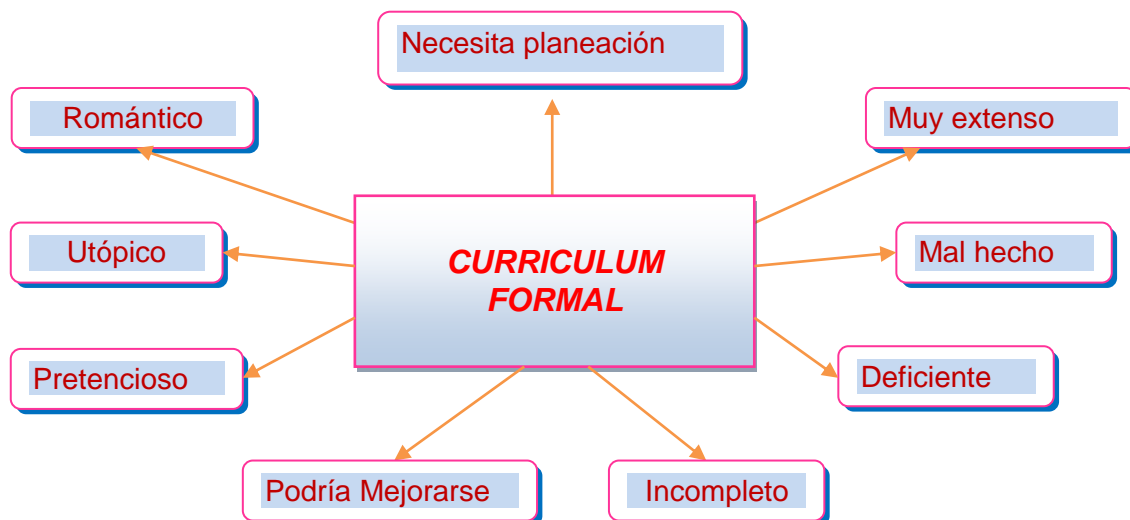 Necesita planeación
Romántico
Muy extenso
Utópico
CURRICULUM
FORMAL
Mal hecho
Pretencioso
Deficiente
Podría Mejorarse
Incompleto